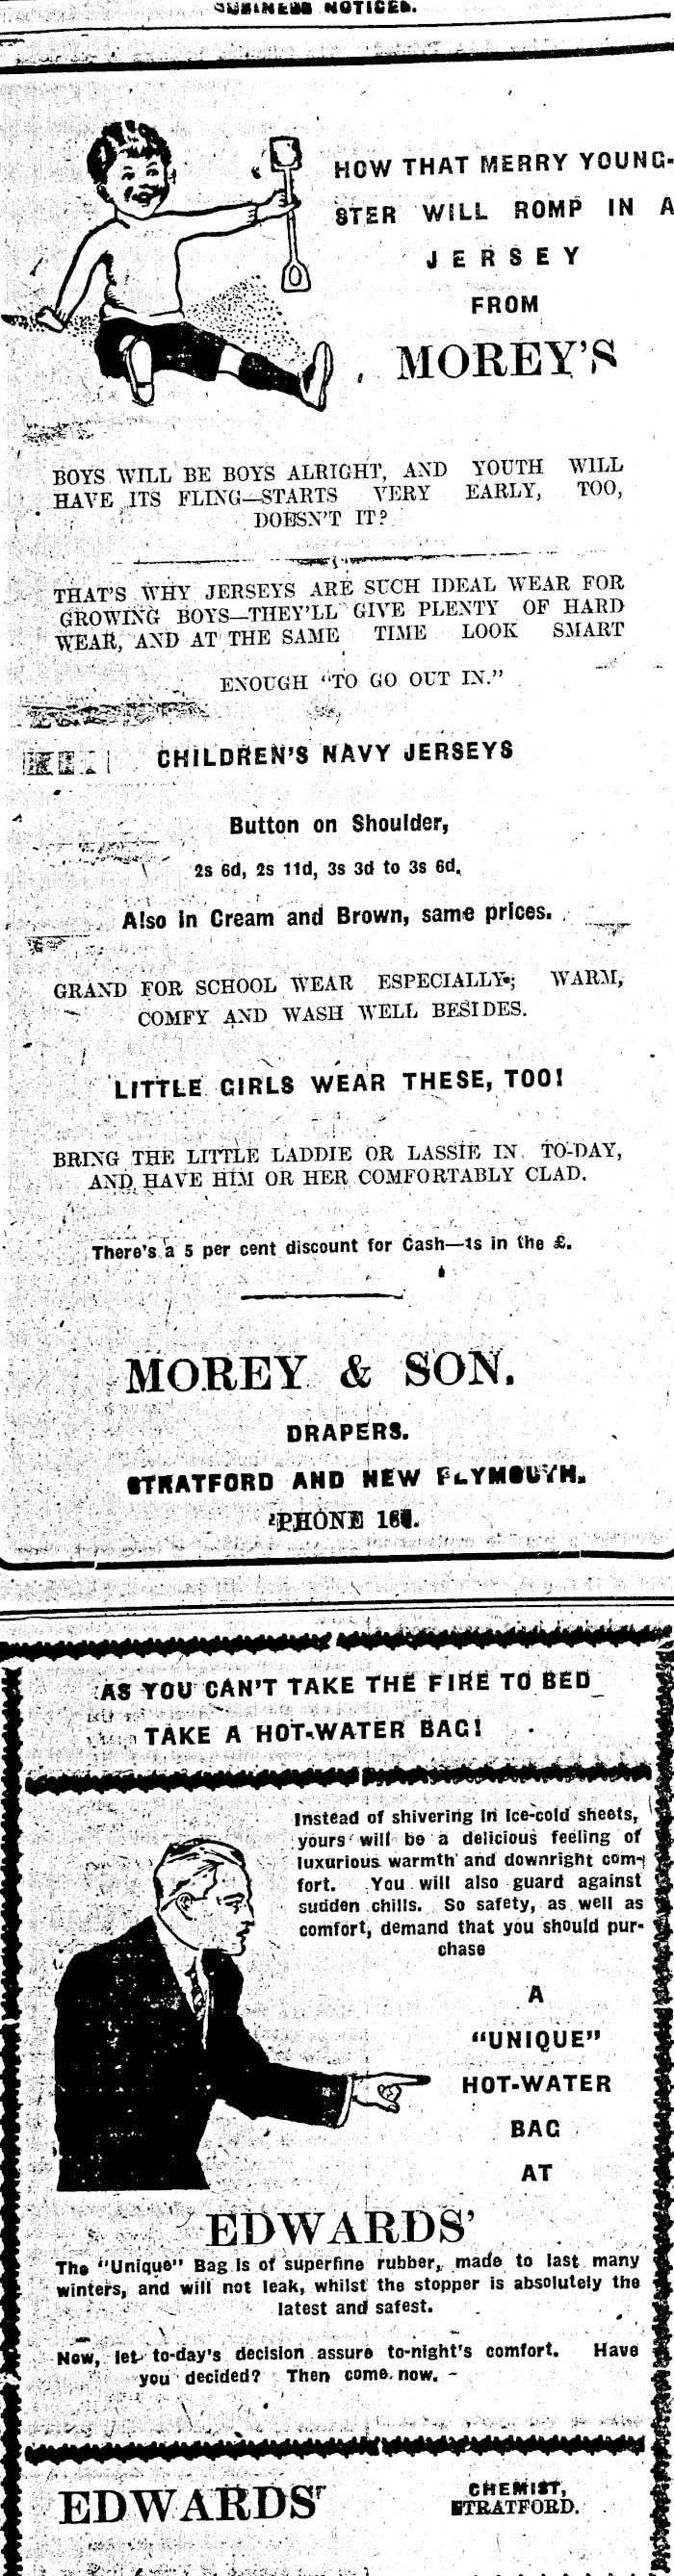 BUSINESS NOTICES.
HOW THAT MERRY YOUNG-
STER WILL ROMP IN A
JERSEY
FROM
MOREY'S
BOYS WILL BE BOYS ALRIGHT, AND YOUTH WILL
HAVE ITS FLING—STARTS VERY EARLY, TOO,
DOESN'T IT?
THAT'S WHY JERSEYS ARE SUCH IDEAL WEAR FOR
GROWING BOYS—THEY'LL GIVE PLENTY OF HARD
WEAR, AND AT THE SAME TIME LOOK SMART
ENOUGH "TO GO OUT IN."
CHILDREN'S NAVY JERSEYS
Button on Shoulder,
2s 6d, 2s 11d, 3s 3d to 3s 6d.
Also in Cream and Brown, same prices.
GRAND FOR SCHOOL WEAR ESPECIALLY; WARM,
COMFY AND WASH WELL BESIDES.
LITTLE GIRLS WEAR THESE, TOO!
BRING THE LITTLE LADDIE OR LASSIE IN TO-DAY,
AND HAVE HIM OR HER COMFORTABLY CLAD.
There's a 5 per cent discount for Cash—1s in the £.
MOREY & SON.
DRAPERS.
STRATFORD AND NEW PLYMOUTH.
'PHONE
AS YOU CAN'T TAKE THE FIRE TO BED
TAKE A HOT-WATER BAG!
Instead of shivering in ice-cold sheets,
yours will be a delicious feeling of
luxurious warmth and downright com-
fort. You will also guard against
sudden chills. So safety, as well as
comfort, demand that you should pur-
chase
A
"UNIQUE"
HOT-WATER
BAG
AT
EDWARDS'
The "Unique" Bag is of superfine rubber, made to last many
winters, and will not leak, whilst the stopper is absolutely the
latest and safest.
Now, let to-day's decision assure to-night's comfort. Have
you decided? Then come now.
EDWARDS'
CHEMIST,
STRATFORD.